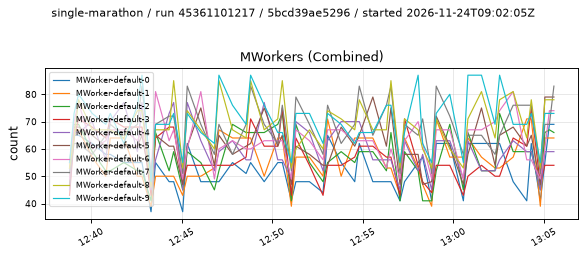 single-marathon / run 45361101217 / 5bcd39ae5296 / started 2026-11-24T09:02:05Z
MWorkers (Combined)
count
80
70
60
50
40
MWorker-default-0
MWorker-default-1
MWorker-default-2
MWorker-default-3
MWorker-default-4
MWorker-default-5
MWorker-default-6
MWorker-default-7
MWorker-default-8
MWorker-default-9
12:40
12:45
12:50
12:55
13:00
13:05